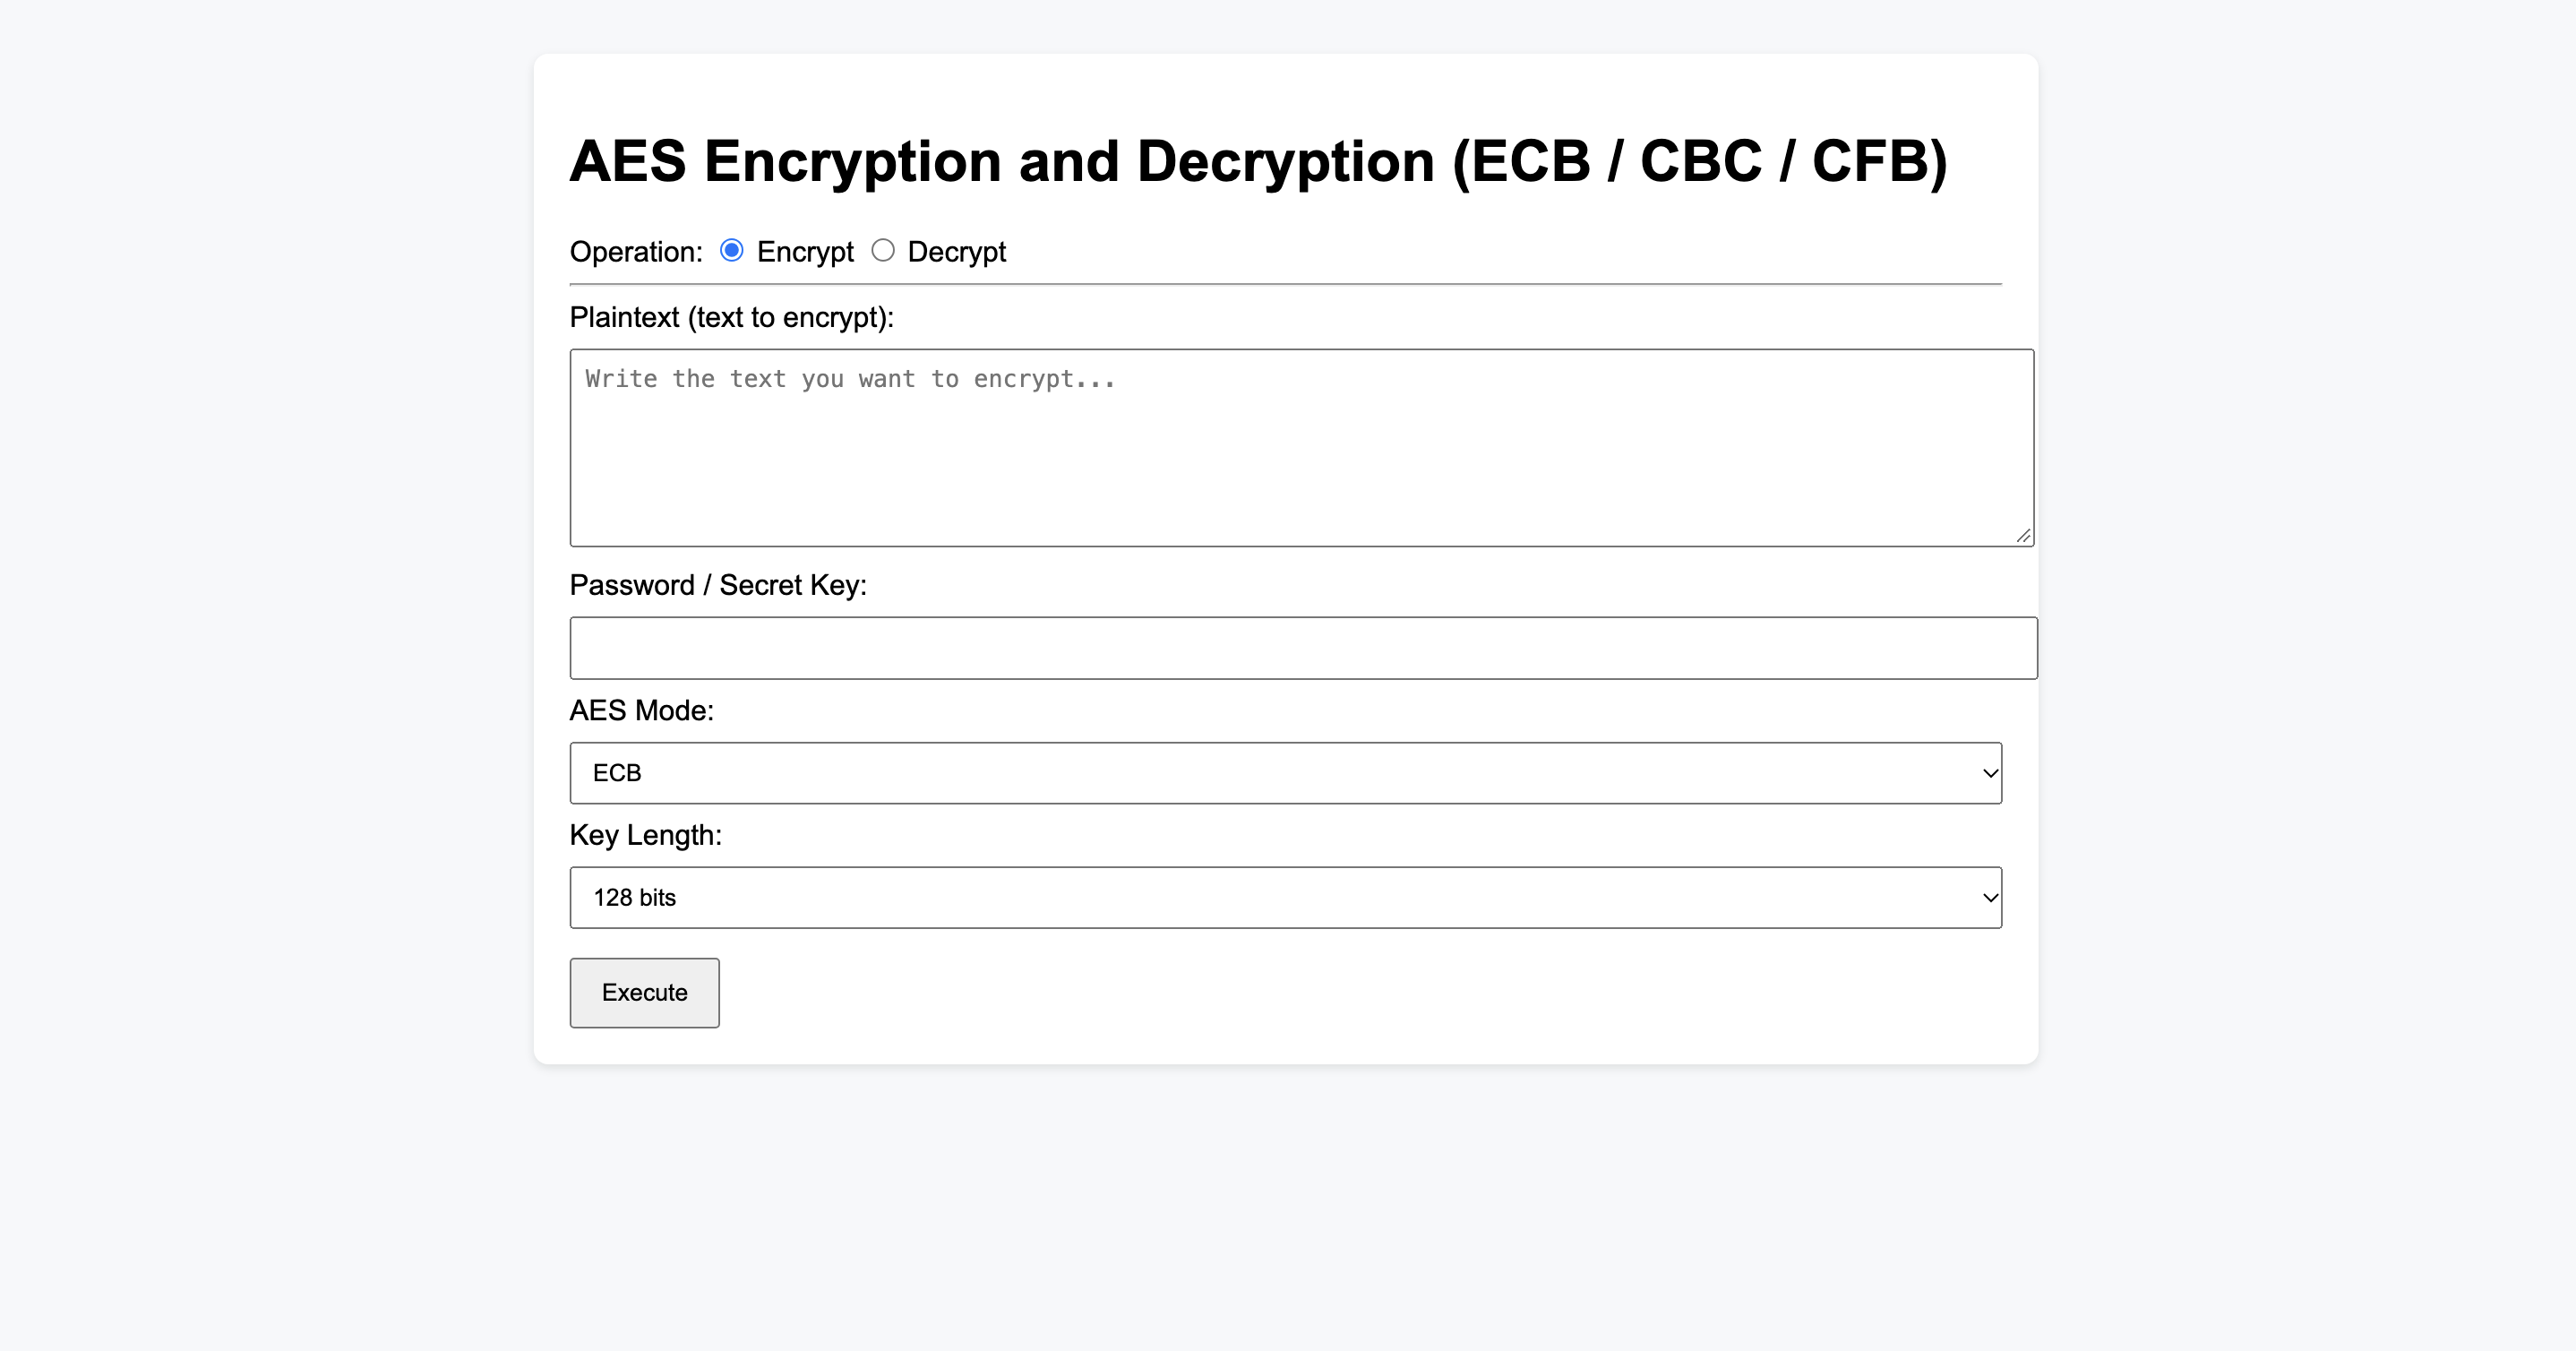 AES Encryption and Decryption (ECB / CBC / CFB)
Operation: Encrypt Decrypt
Plaintext (text to encrypt):
Write the text you want to encrypt...
Password / Secret Key:
AES Mode:
ECB
Key Length:
128 bits
Execute